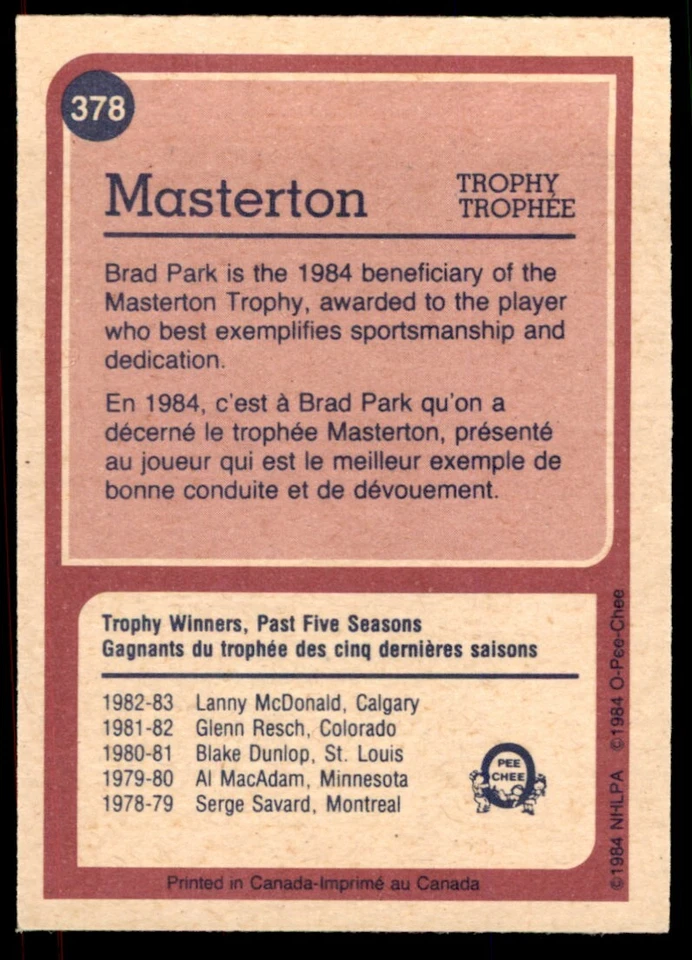 378
Masterton TROPHY
TROPHÉE
Brad Park is the 1984 beneficiary of the
Masterton Trophy, awarded to the player
who best exemplifies sportsmanship and
dedication.
En 1984, c'est à Brad Park qu'on a
décerné le trophée Masterton, présenté
au joueur qui est le meilleur exemple de
bonne conduite et de dévouement.
Trophy Winners, Past Five Seasons
Gagnants du trophée des cinq dernières saisons
1982-83 Lanny McDonald, Calgary
1981-82 Glenn Resch, Colorado
1980-81 Blake Dunlop, St. Louis
1979-80 Al MacAdam, Minnesota
1978-79 Serge Savard, Montreal
O
PEE
CHEE
©1984 NHLPA ©1984 O-Pee-Chee
Printed in Canada-Imprimé au Canada